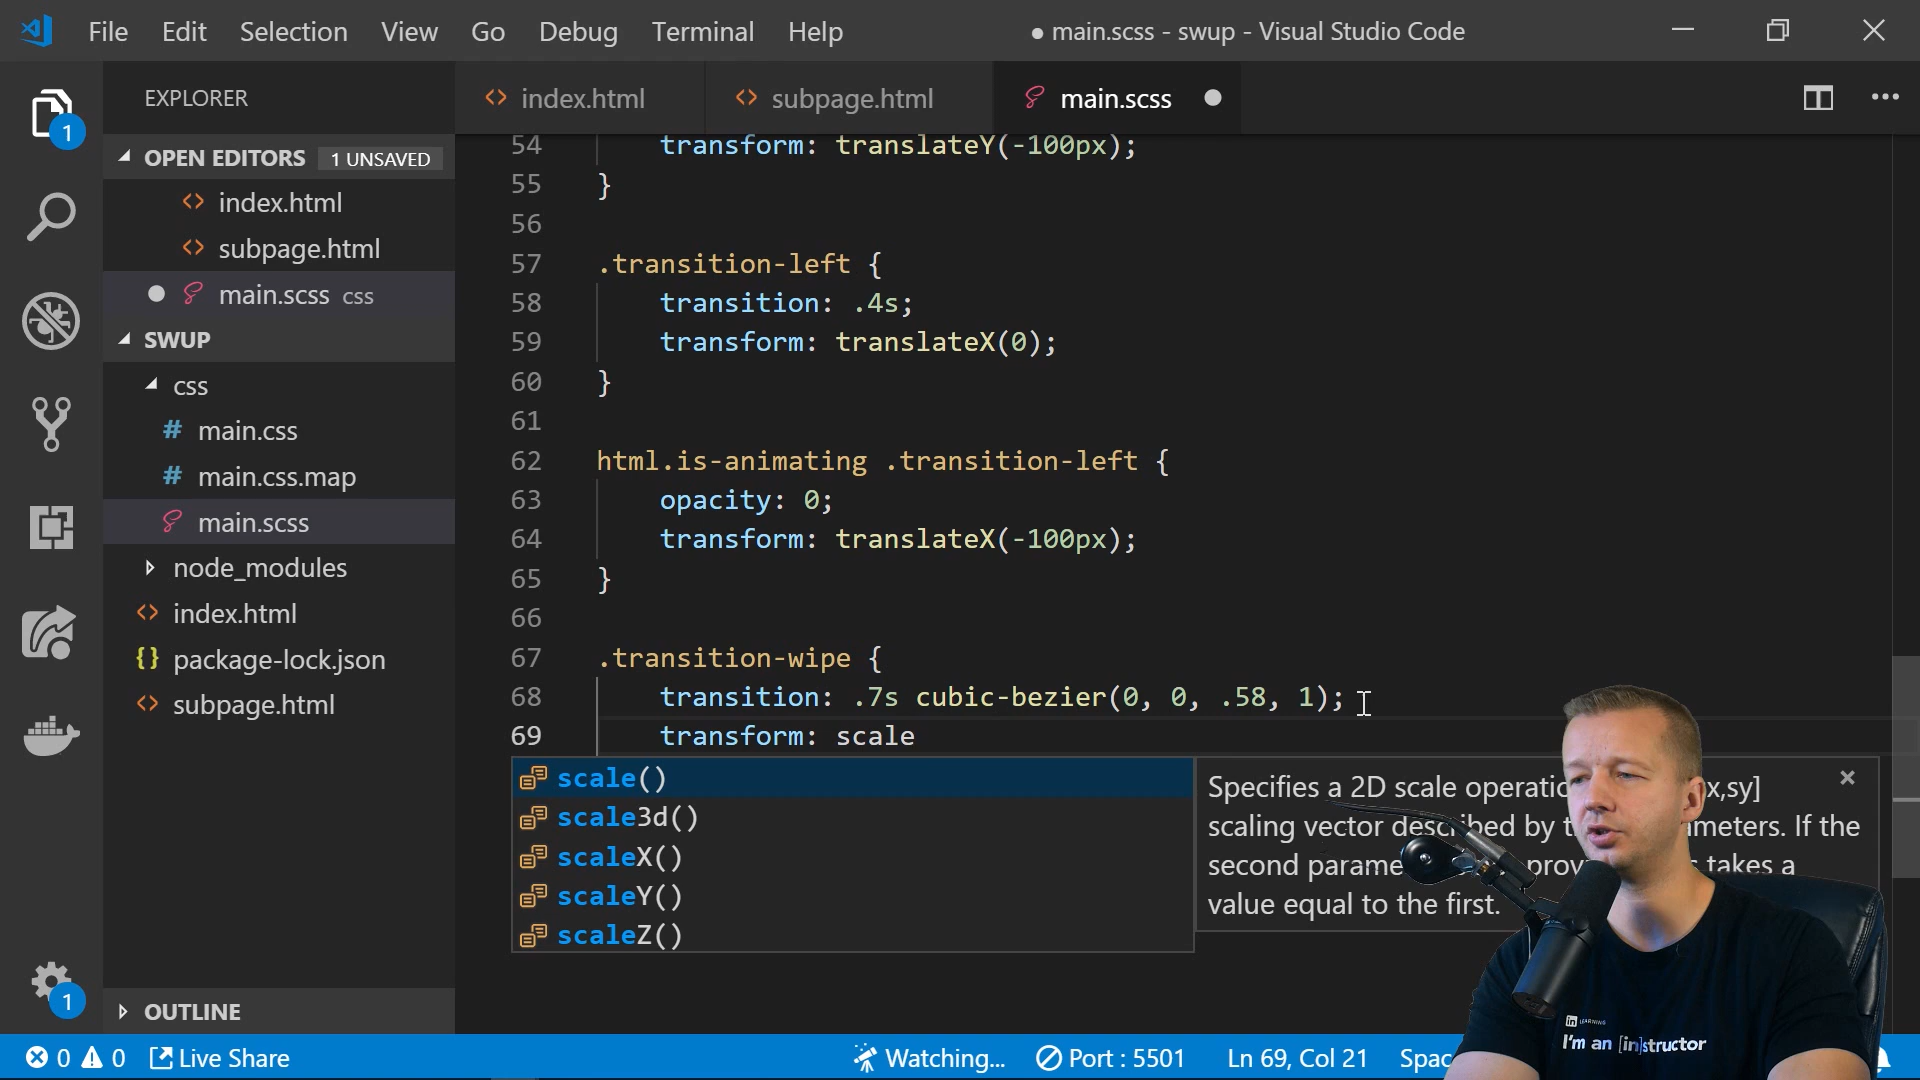 File Edit Selection View Go Debug Terminal Help
● main.scss - swup - Visual Studio Code
EXPLORER
index.html
subpage.html
main.scss
1
OPEN EDITORS 1 UNSAVED
index.html
subpage.html
main.scss css
SWUP
css
# main.css
# main.css.map
main.scss
node_modules
index.html
{} package-lock.json
subpage.html
OUTLINE
1
54 transform: translateY(-100px);
55 }
56
57 .transition-left {
58 transition: .4s;
59 transform: translateX(0);
60 }
61
62 html.is-animating .transition-left {
63 opacity: 0;
64 transform: translateX(-100px);
65 }
66
67 .transition-wipe {
68 transition: .7s cubic-bezier(0, 0, .58, 1);
69 transform: scale
scale()
scale3d()
scaleX()
scaleY()
scaleZ()
Specifies a 2D scale x,sy]
scaling vector described by If the
second takes a
value equal to the first.
in LEARNING
I'm an [in]structor
0 0 Live Share Watching... Port : 5501 Ln 69, Col 21